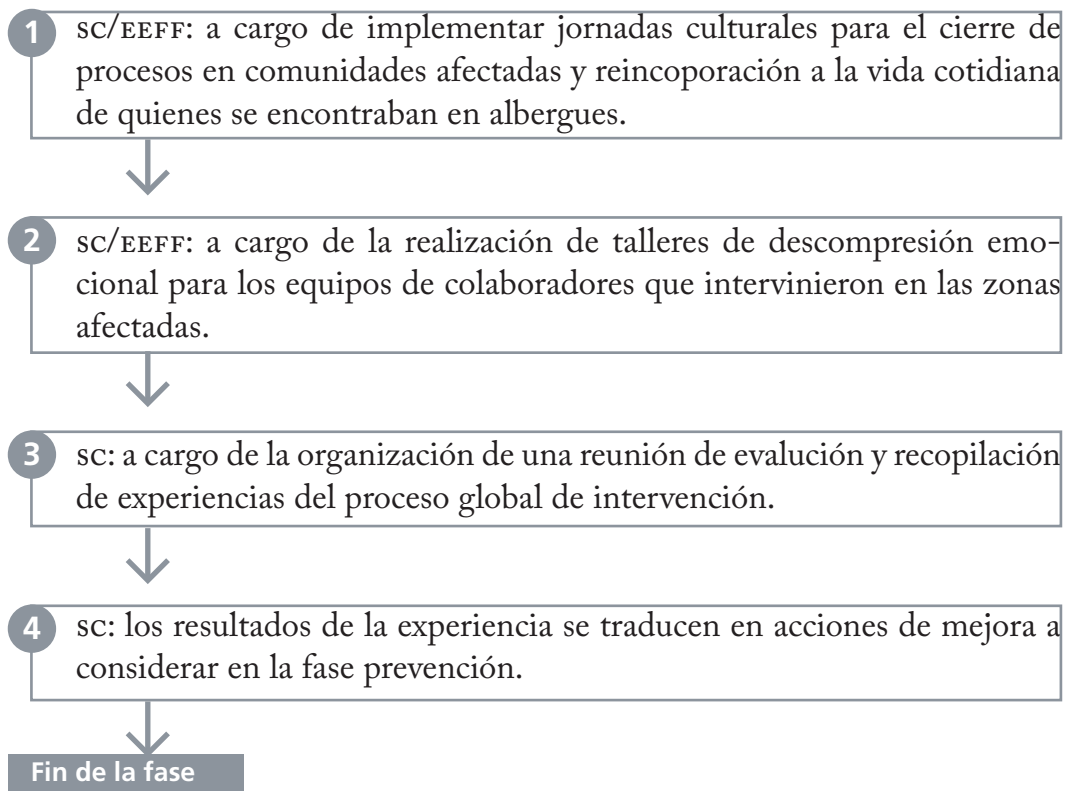 1
SC/EEFF: a cargo de implementar jornadas culturales para el cierre de
procesos en comunidades afectadas y reincoporación a la vida cotidiana
de quienes se encontraban en albergues.
2
SC/EEFF: a cargo de la realización de talleres de descompresión emo-
cional para los equipos de colaboradores que intervinieron en las zonas
afectadas.
3
SC: a cargo de la organización de una reunión de evalución y recopilación
de experiencias del proceso global de intervención.
4
SC: los resultados de la experiencia se traducen en acciones de mejora a
considerar en la fase prevención.
Fin de la fase